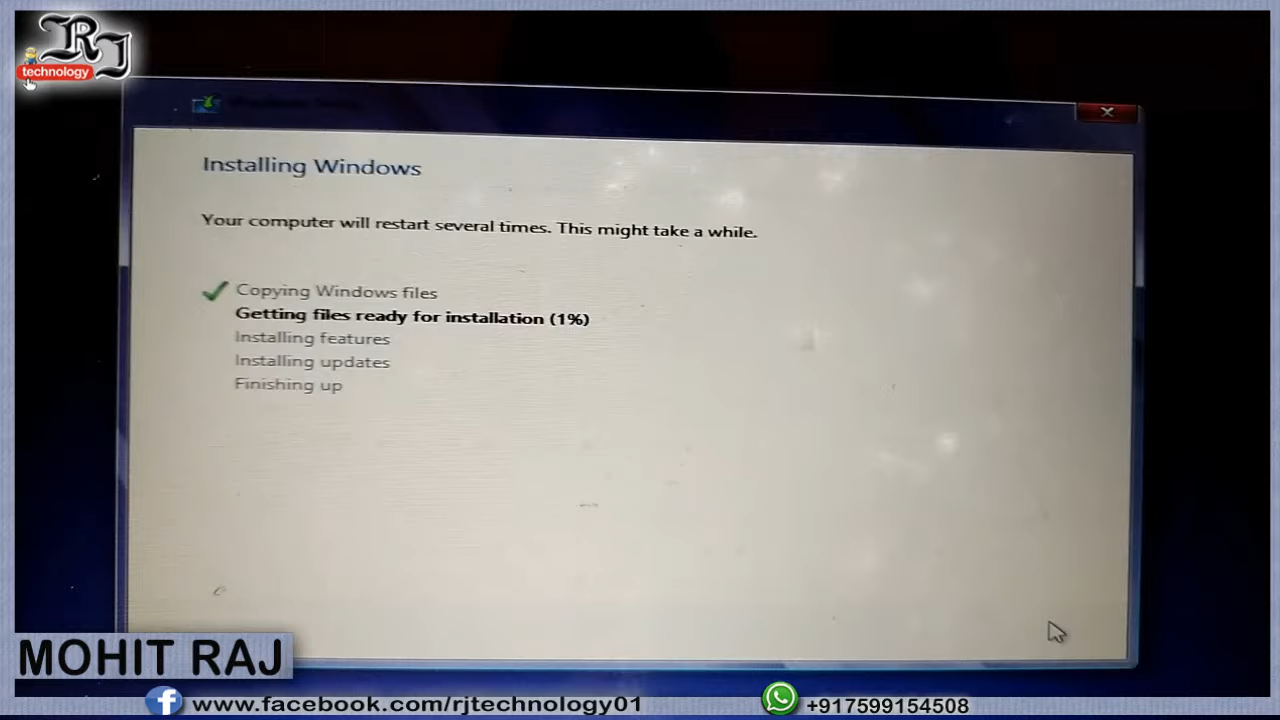 RJ
technology
Installing Windows
Your computer will restart several times. This might take a while.
Copying Windows files
Getting files ready for installation (1%)
Installing features
Installing updates
Finishing up
MOHIT RAJ
www.facebook.com/rjtechnology01
+917599154508